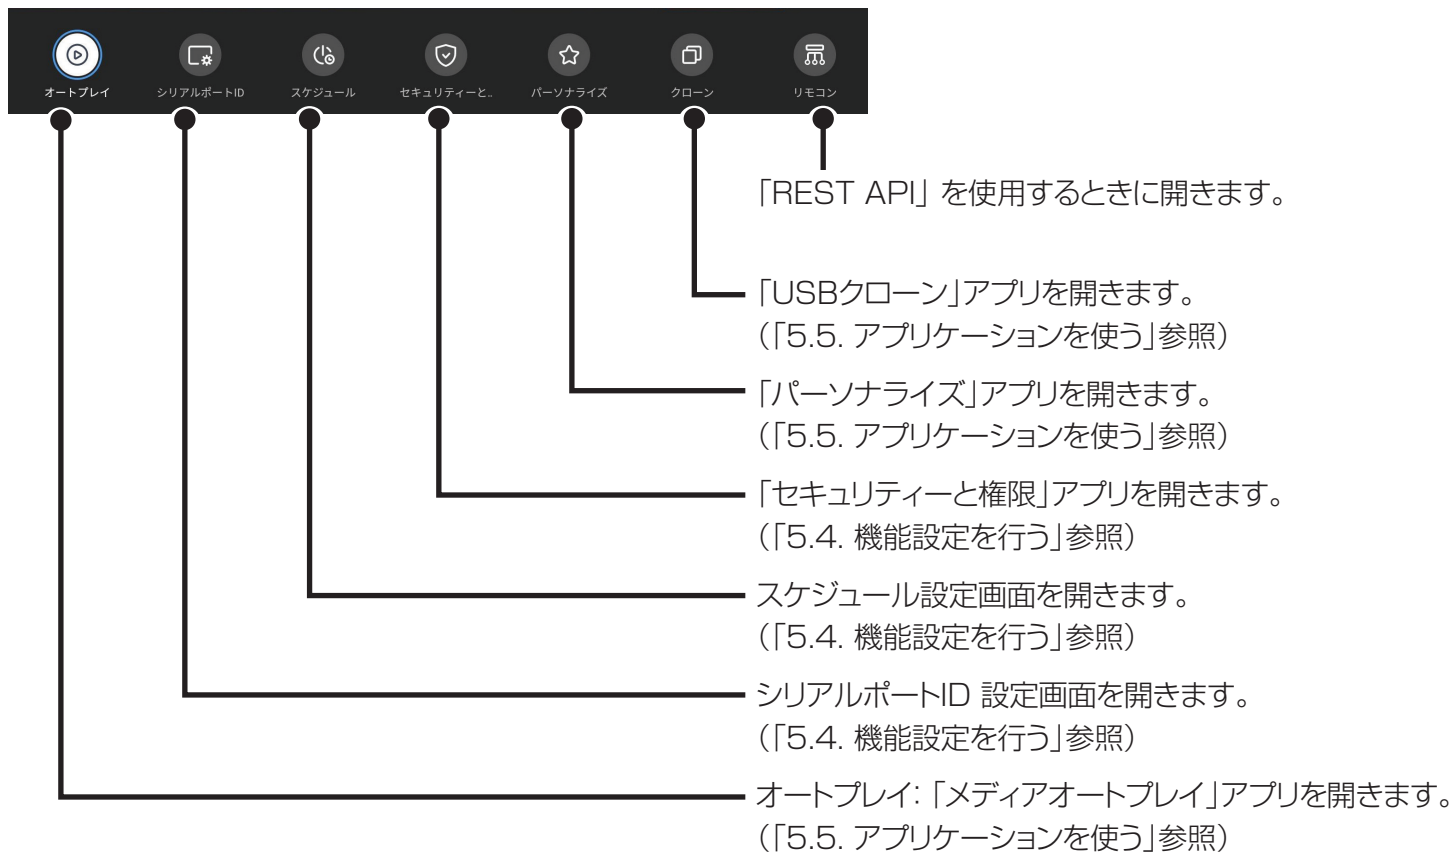 オートプレイ
シリアルポートID
スケジュール
セキュリティーと..
パーソナライズ
クローン
リモコン
「REST API」 を使用するときに開きます。
「USBクローン」アプリを開きます。
（「5.5. アプリケーションを使う」参照）
「パーソナライズ」アプリを開きます。
（「5.5. アプリケーションを使う」参照）
「セキュリティーと権限」アプリを開きます。
（「5.4. 機能設定を行う」参照）
スケジュール設定画面を開きます。
（「5.4. 機能設定を行う」参照）
シリアルポートID 設定画面を開きます。
（「5.4. 機能設定を行う」参照）
オートプレイ：「メディアオートプレイ」アプリを開きます。
（「5.5. アプリケーションを使う」参照）